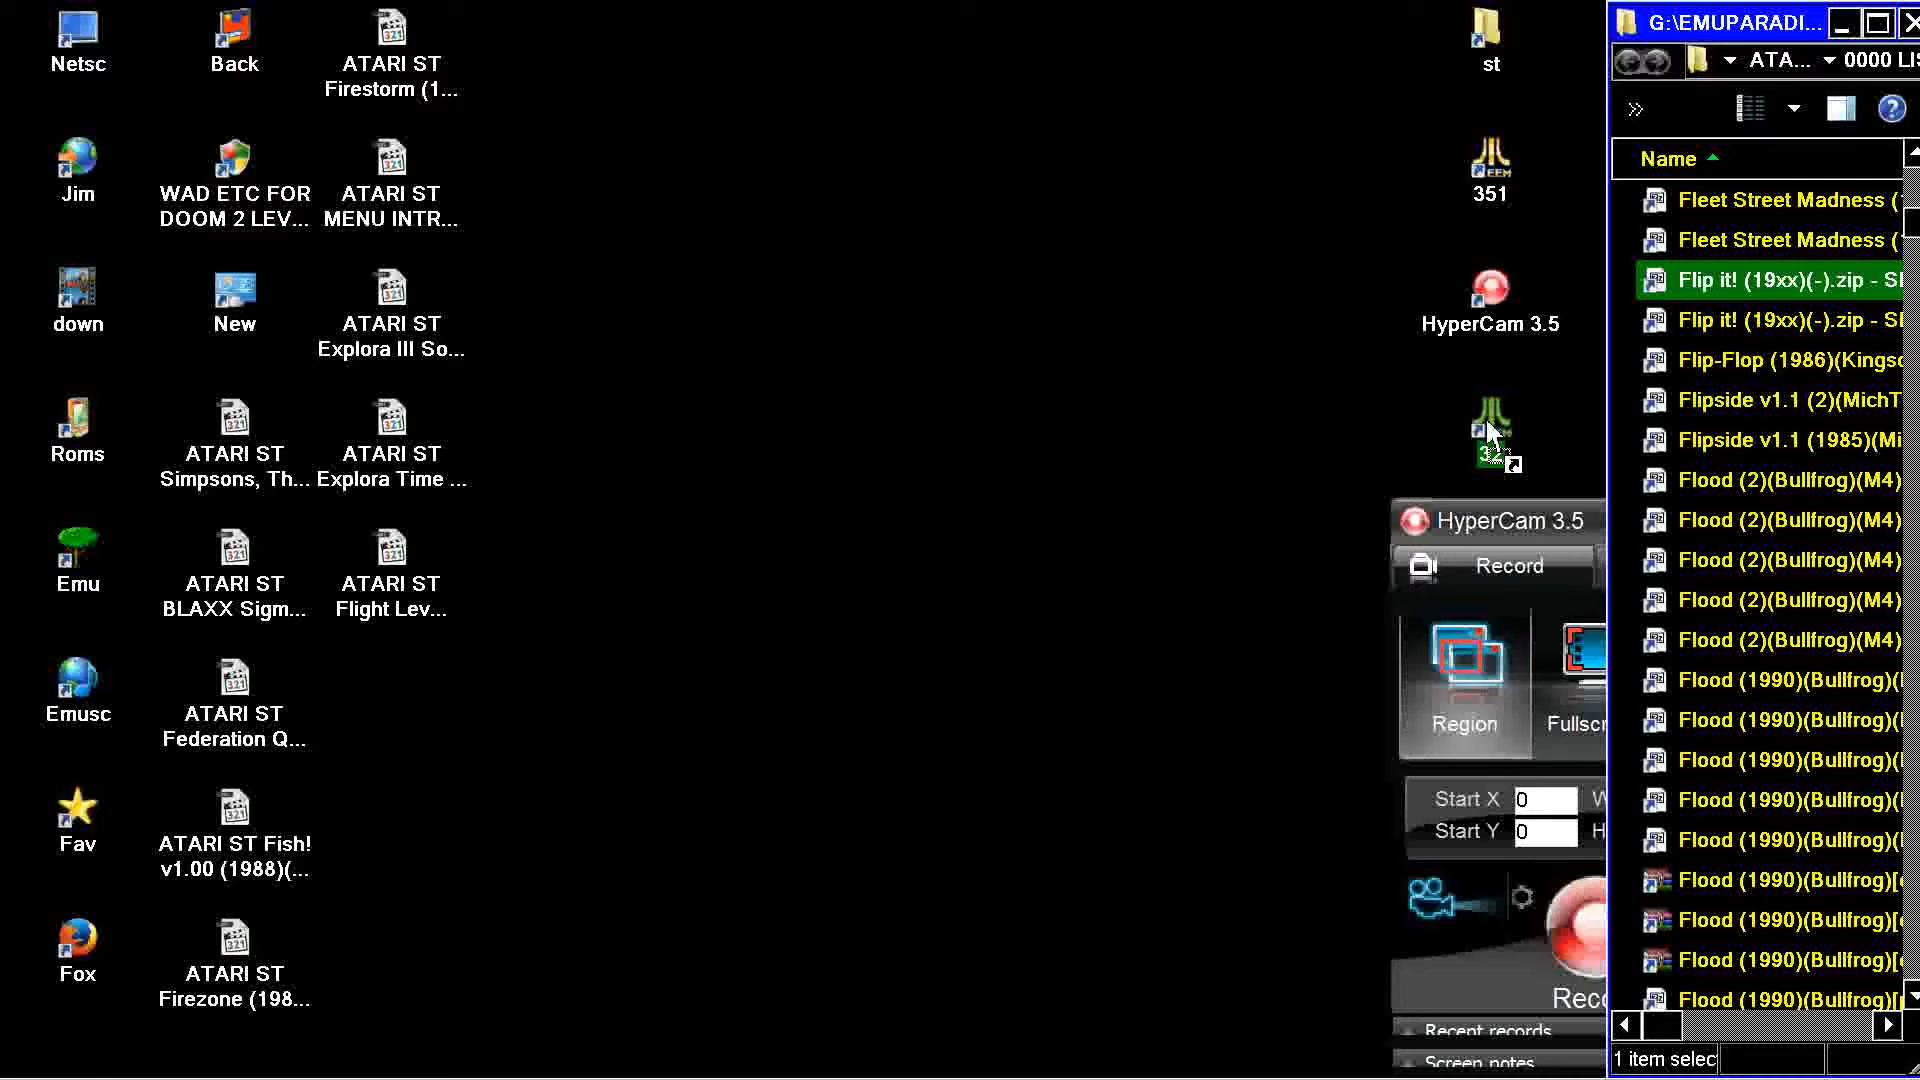 Netsc
Jim
down
Roms
Emu
Emusc
Fav
Fox
Back
WAD ETC FOR
DOOM 2 LEV...
New
ATARI ST
Simpsons, Th...
ATARI ST
BLAXX Sigm...
ATARI ST
Federation Q...
ATARI ST Fish!
v1.00 (1988)(...
ATARI ST
Firezone (198...
ATARI ST
Firestorm (1...
ATARI ST
MENU INTR...
ATARI ST
Explora III So...
ATARI ST
Explora Time ...
ATARI ST
Flight Lev...
st
351
HyperCam 3.5
HyperCam 3.5
Record
Region
Fullscr
Start X 0
Start Y 0
Reco
Recent records
Screen notes
G:\EMUPARADI...
ATA... 0000 LIS
Name
Fleet Street Madness (
Fleet Street Madness (
Flip it! (19xx)(-).zip - S
Flip it! (19xx)(-).zip - S
Flip-Flop (1986)(Kingsc
Flipside v1.1 (2)(MichT
Flipside v1.1 (1985)(Mi
Flood (2)(Bullfrog)(M4)
Flood (2)(Bullfrog)(M4)
Flood (2)(Bullfrog)(M4)
Flood (2)(Bullfrog)(M4)
Flood (2)(Bullfrog)(M4)
Flood (1990)(Bullfrog)(
Flood (1990)(Bullfrog)(
Flood (1990)(Bullfrog)(
Flood (1990)(Bullfrog)(
Flood (1990)(Bullfrog)(
Flood (1990)(Bullfrog)[
Flood (1990)(Bullfrog)[
Flood (1990)(Bullfrog)[
Flood (1990)(Bullfrog)[
1 item selec